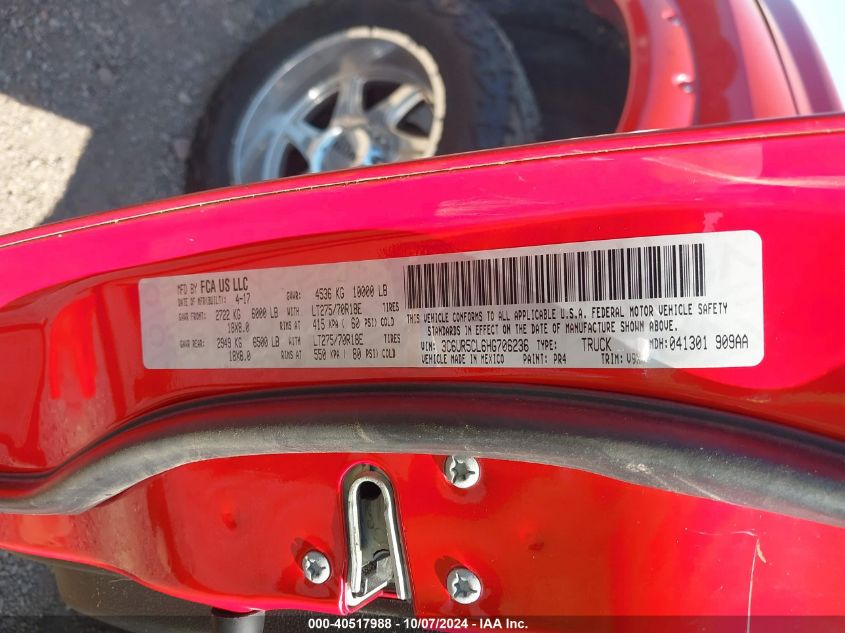 MFD BY FCA US LLC
DATE OF MFR(BUILT): 4-17 GVWR: 4536 KG 10000 LB
GAWR FRONT: 2722 KG 6000 LB WITH LT275/70R18E TIRES
18X8.0 RIMS AT 415 KPA ( 60 PSI) COLD
GAWR REAR: 2949 KG 6500 LB WITH LT275/70R18E TIRES
18X8.0 RIMS AT 550 KPA ( 80 PSI) COLD
THIS VEHICLE CONFORMS TO ALL APPLICABLE U.S.A. FEDERAL MOTOR VEHICLE SAFETY
STANDARDS IN EFFECT ON THE DATE OF MANUFACTURE SHOWN ABOVE.
VIN: 3C6UR5CL6HG706236 TYPE: TRUCK MDH: 041301 909AA
VEHICLE MADE IN MEXICO PAINT: PR4 TRIM:
000-40517988 - 10/07/2024 - IAA Inc.